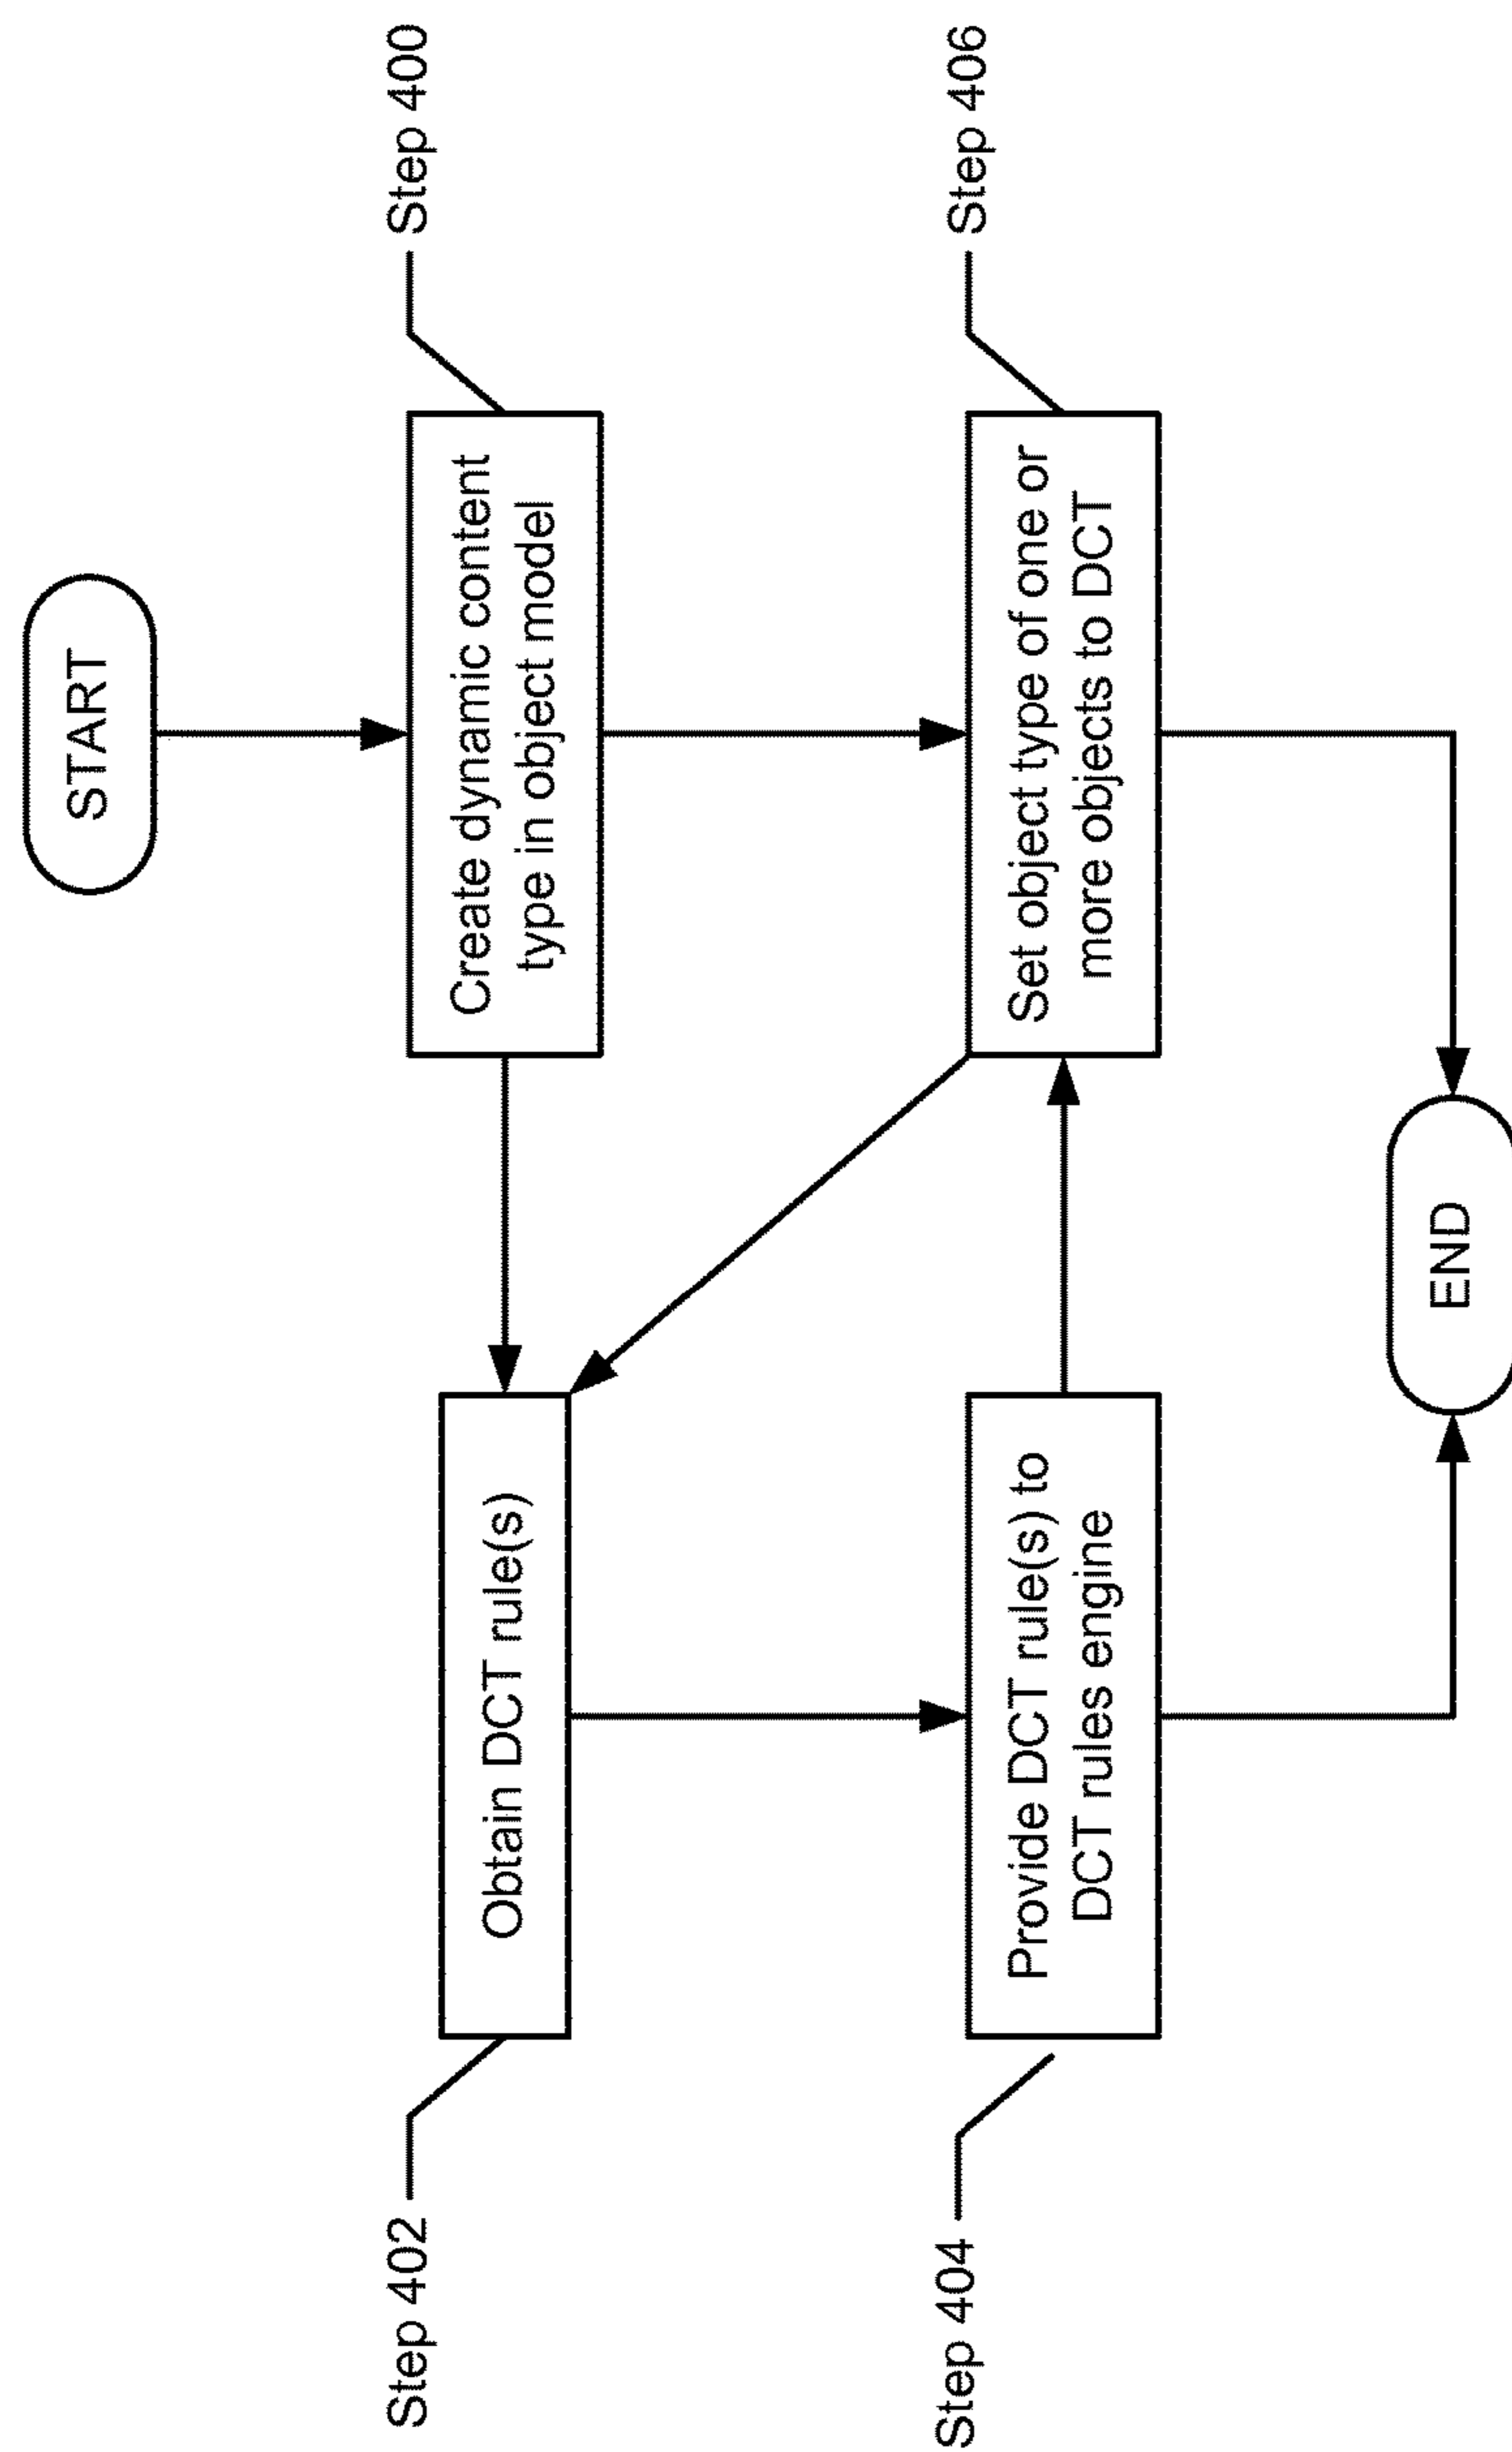 START
Step 400
Create dynamic content
type in object model
Step 402
Obtain DCT rule(s)
Step 404
Provide DCT rule(s) to
DCT rules engine
Step 406
Set object type of one or
more objects to DCT
END